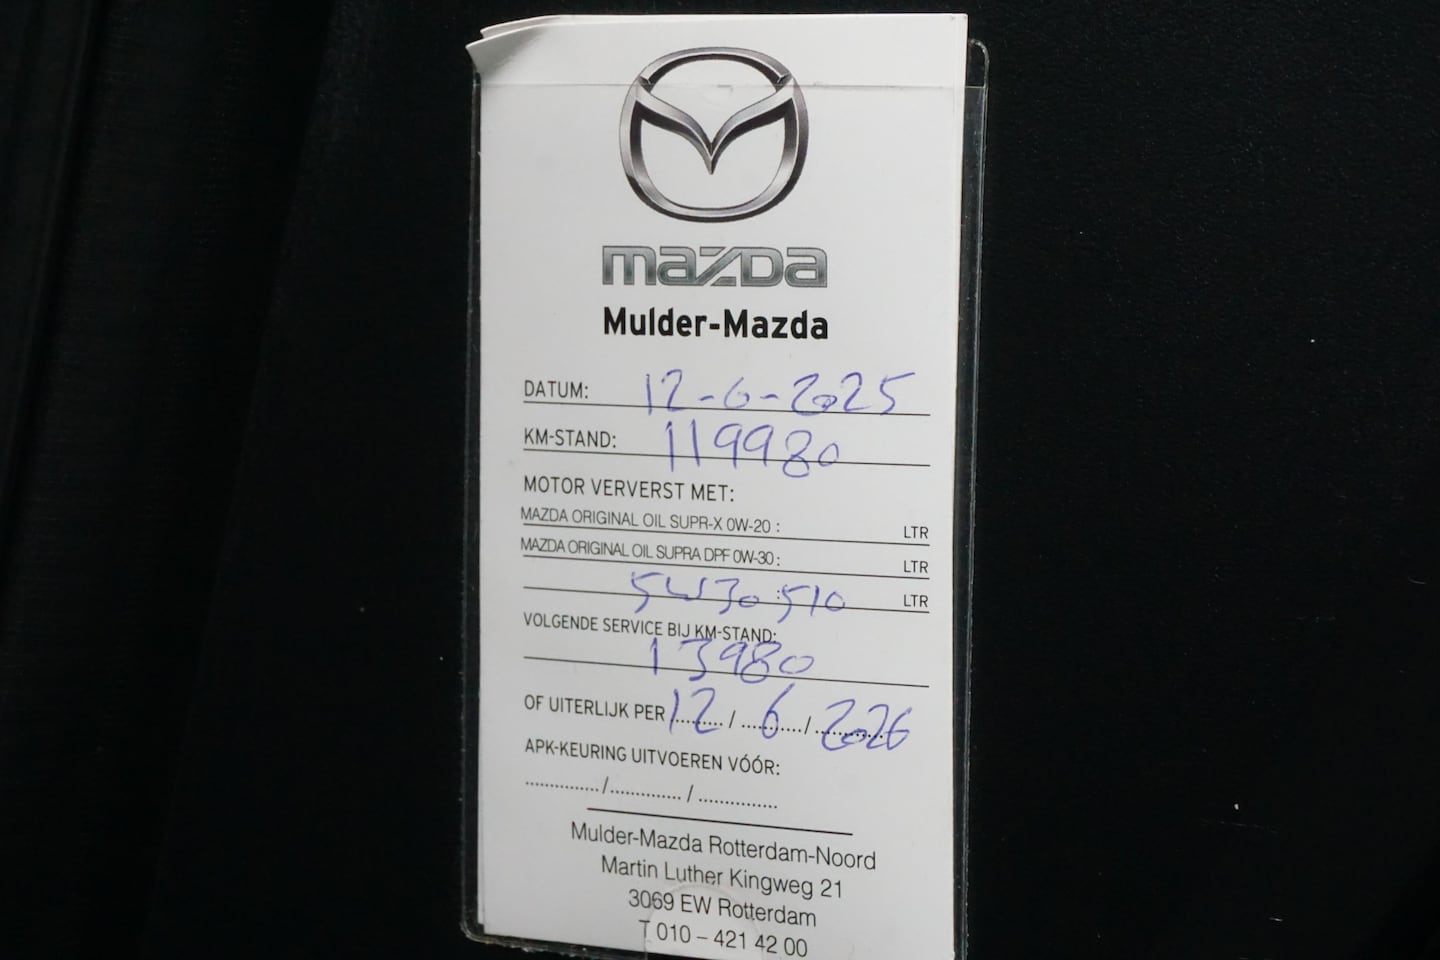 mazda
Mulder-Mazda
DATUM: 12-6-2025
KM-STAND: 119980
MOTOR VERVERST MET:
MAZDA ORIGINAL OIL SUPR-X 0W-20 : LTR
MAZDA ORIGINAL OIL SUPRA DPF 0W-30 : LTR
5W30 : 510 LTR
VOLGENDE SERVICE BIJ KM-STAND:
13980
OF UITERLIJK PER 12 / 6 / 2026
APK-KEURING UITVOEREN VÓÓR:
............... / .............. / ...............
Mulder-Mazda Rotterdam-Noord
Martin Luther Kingweg 21
3069 EW Rotterdam
T 010 – 421 42 00